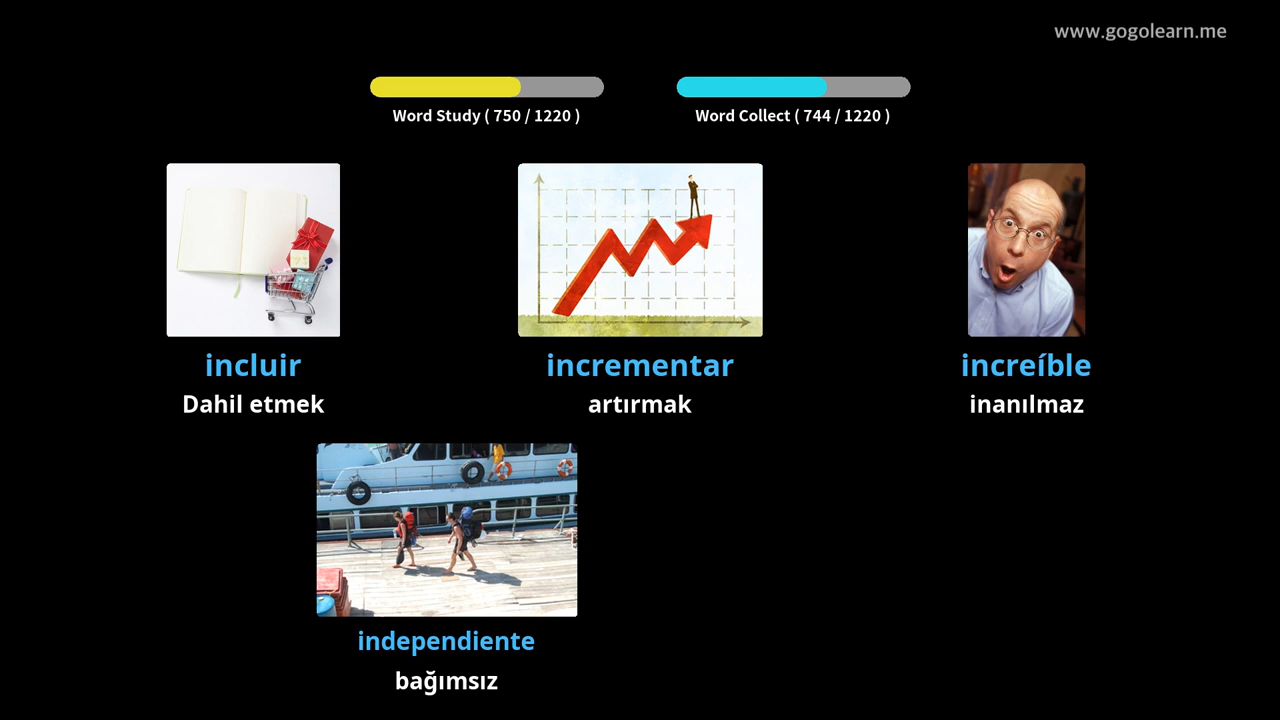 www.gogolearn.me
Word Study ( 750 / 1220 )
Word Collect ( 744 / 1220 )
incluir
Dahil etmek
incrementar
artırmak
increíble
inanılmaz
independiente
bağımsız